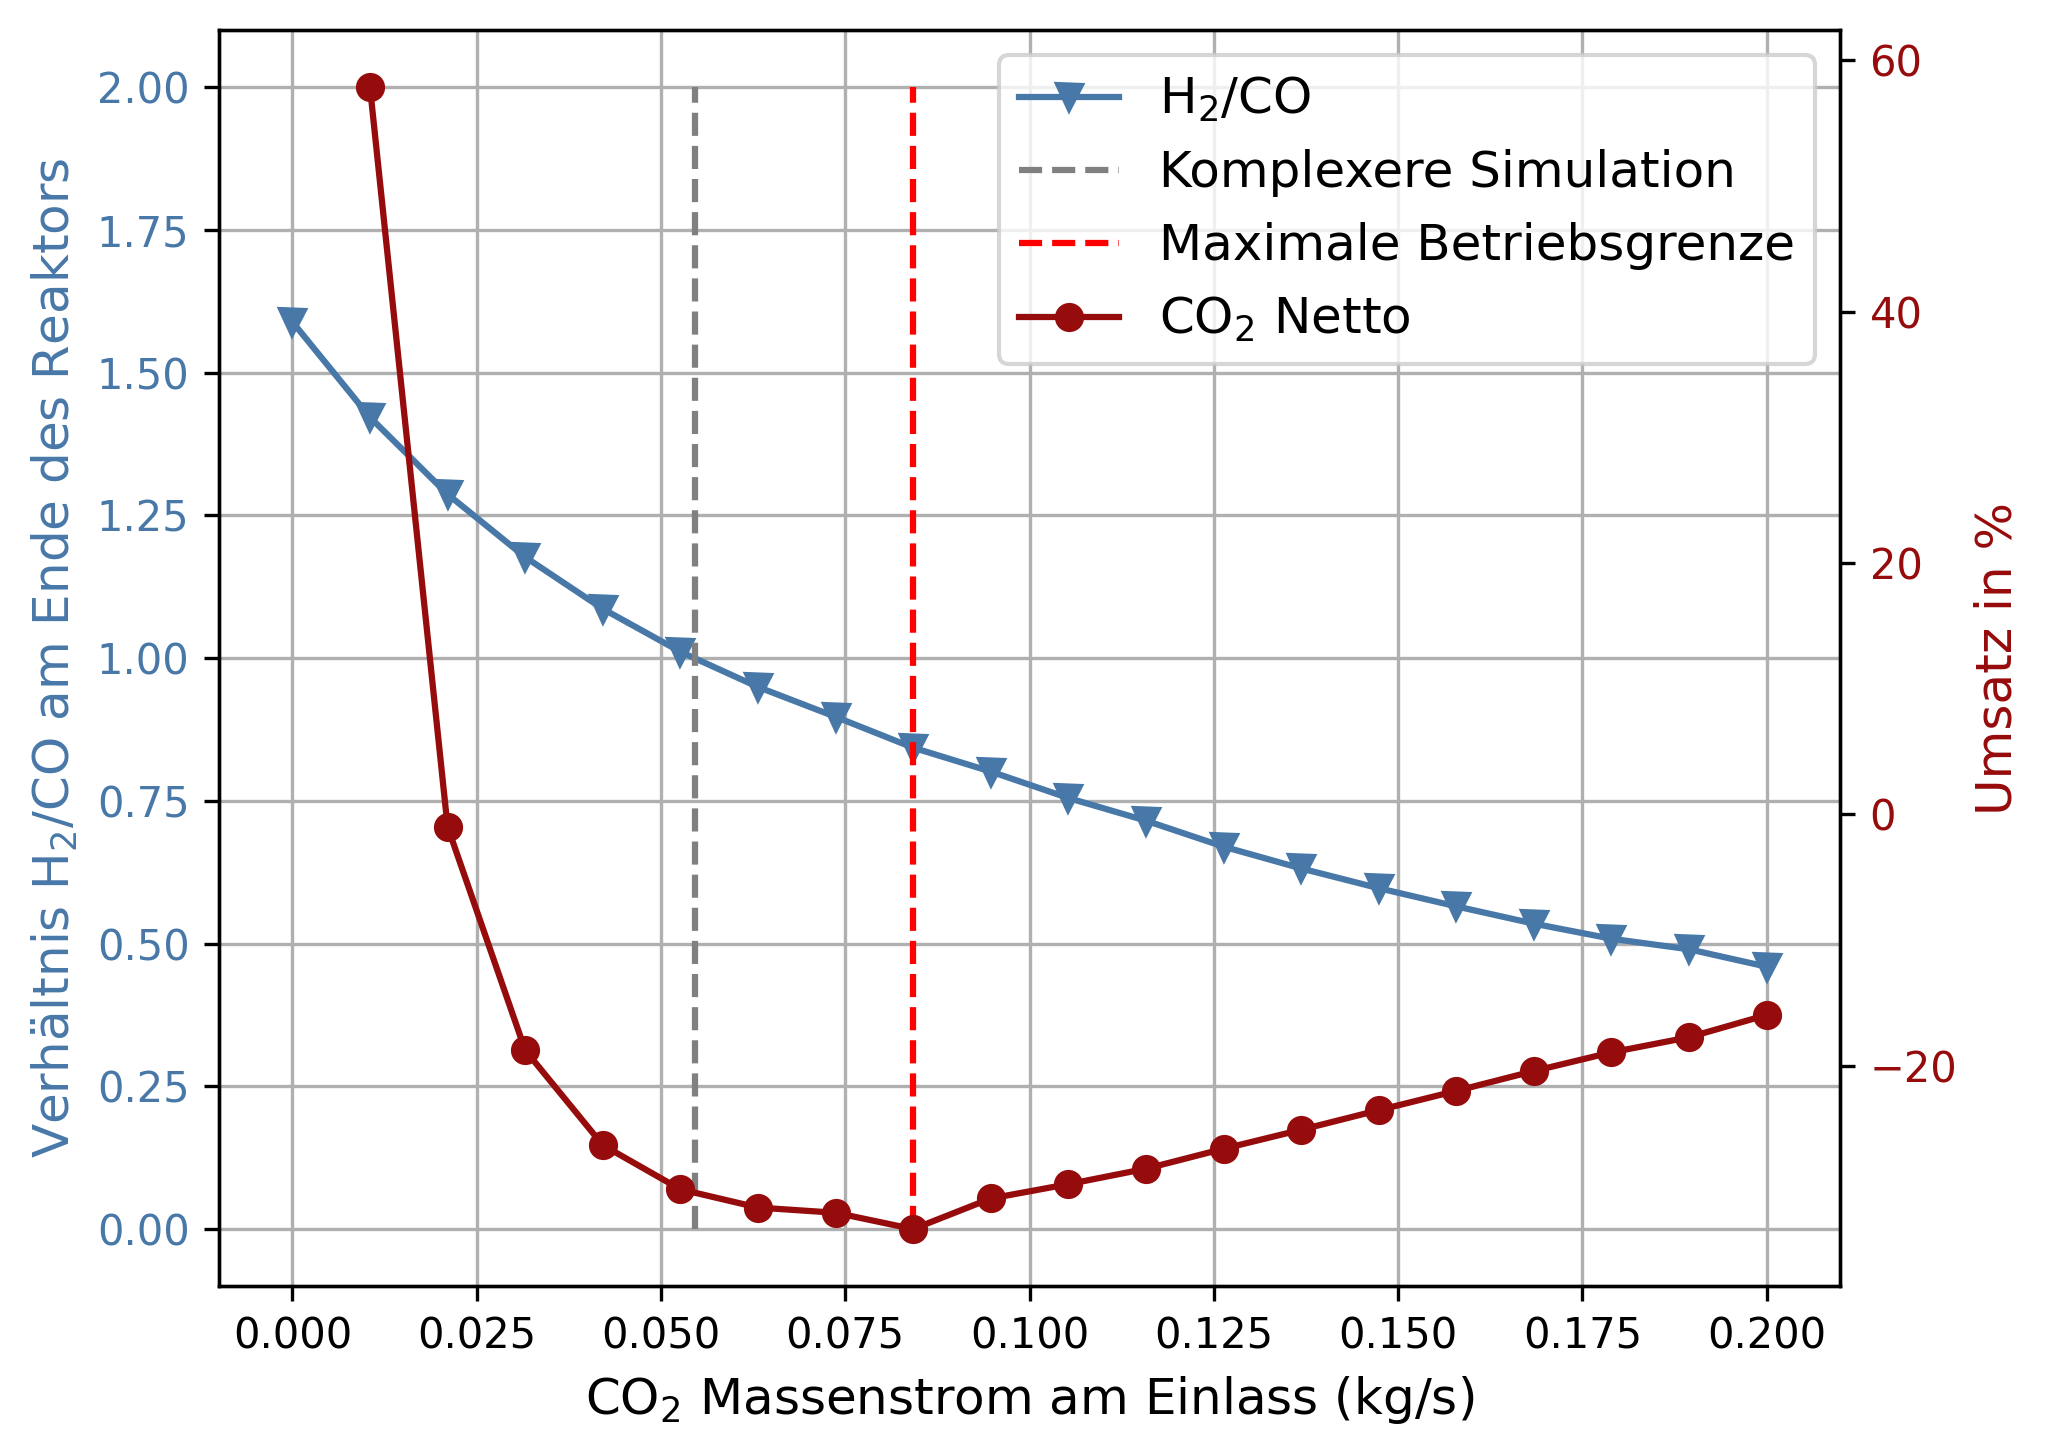 H₂/CO
Komplexere Simulation
Maximale Betriebsgrenze
CO₂ Netto
Verhältnis H₂/CO am Ende des Reaktors
2.00
1.75
1.50
1.25
1.00
0.75
0.50
0.25
0.00
60
40
20
0
−20
Umsatz in %
0.000 0.025 0.050 0.075 0.100 0.125 0.150 0.175 0.200
CO₂ Massenstrom am Einlass (kg/s)